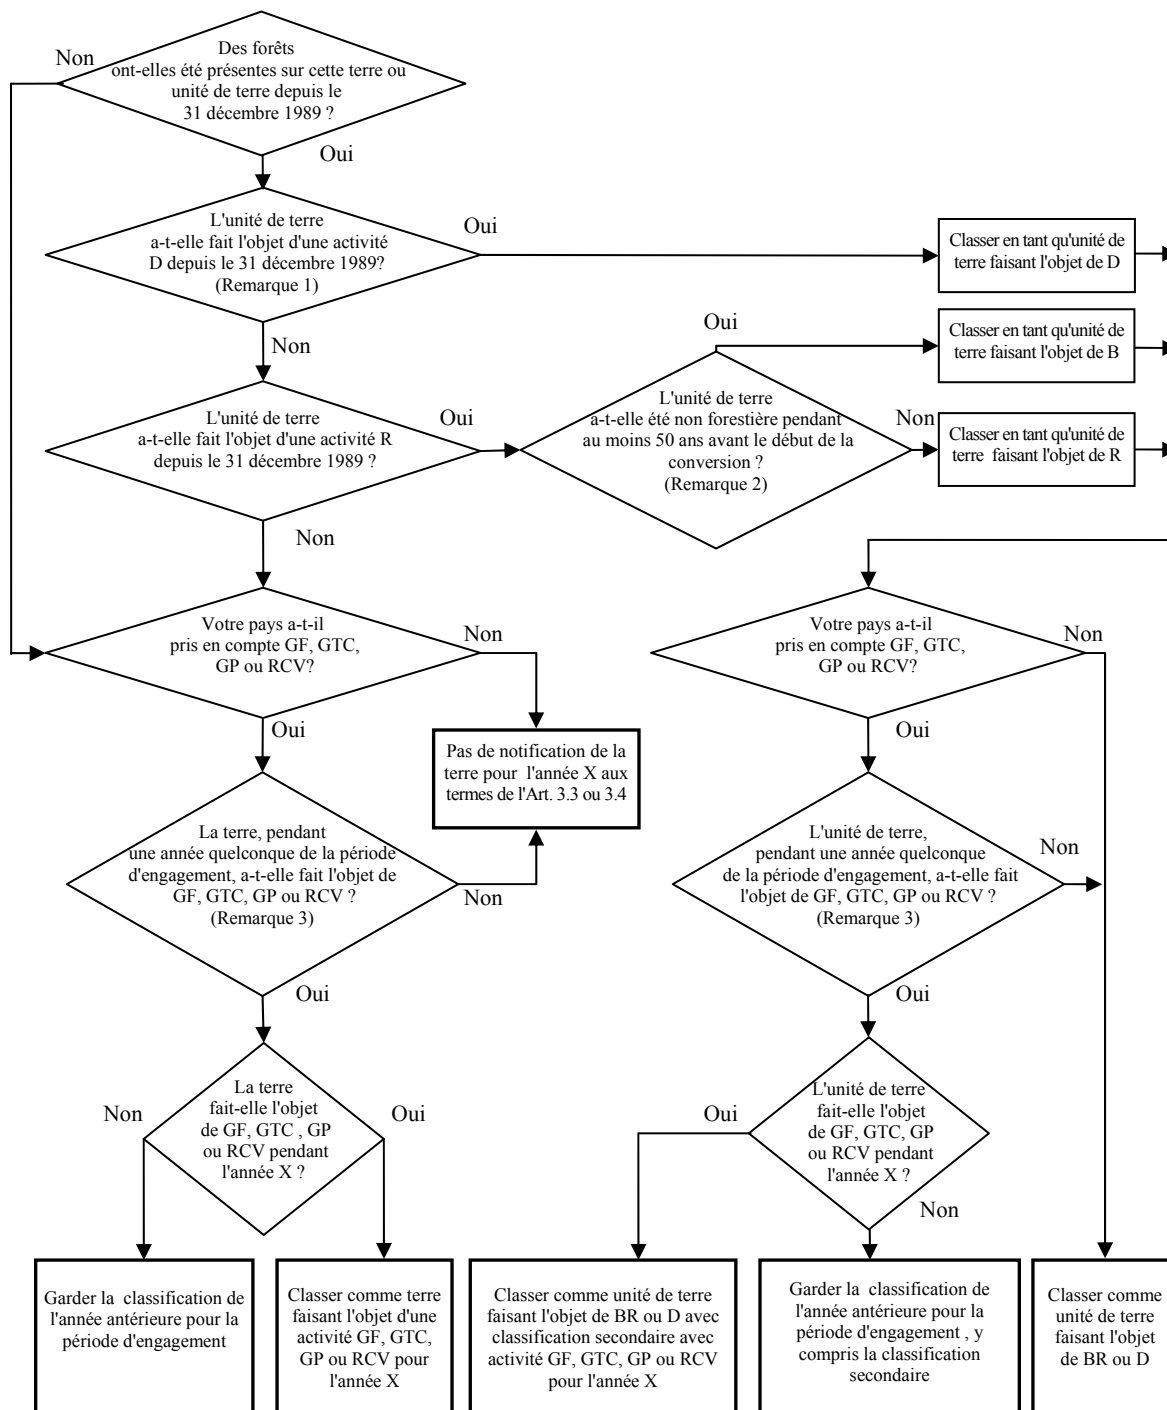 Des forêts
ont-elles été présentes sur cette terre ou
unité de terre depuis le
31 décembre 1989 ?
Non
Oui
L'unité de terre
a-t-elle fait l'objet d'une activité
D depuis le 31 décembre 1989?
(Remarque 1)
Oui
Classer en tant qu'unité de
terre faisant l'objet de D
Non
Oui
Classer en tant qu'unité de
terre faisant l'objet de B
L'unité de terre
a-t-elle fait l'objet d'une activité R
depuis le 31 décembre 1989 ?
Oui
L'unité de terre
a-t-elle été non forestière pendant
au moins 50 ans avant le début de la
conversion ?
(Remarque 2)
Non
Classer en tant qu'unité de
terre faisant l'objet de R
Non
Votre pays a-t-il
pris en compte GF, GTC,
GP ou RCV?
Non
Votre pays a-t-il
pris en compte GF, GTC,
GP ou RCV?
Non
Oui
Pas de notification de la
terre pour l'année X aux
termes de l'Art. 3.3 ou 3.4
Oui
La terre, pendant
une année quelconque de la période
d'engagement, a-t-elle fait l'objet de
GF, GTC, GP ou RCV ?
(Remarque 3)
Non
L'unité de terre,
pendant une année quelconque
de la période d'engagement, a-t-elle fait
l'objet de GF, GTC, GP ou RCV ?
(Remarque 3)
Non
Oui
Oui
La terre
fait-elle l'objet
de GF, GTC , GP
ou RCV pendant
l'année X ?
Non
Oui
L'unité de terre
fait-elle l'objet
de GF, GTC, GP
ou RCV pendant
l'année X ?
Oui
Non
Garder la classification de
l'année antérieure pour la
période d'engagement
Classer comme terre
faisant l'objet d'une
activité GF, GTC,
GP ou RCV pour
l'année X
Classer comme unité de terre
faisant l'objet de BR ou D avec
classification secondaire avec
activité GF, GTC, GP ou RCV
pour l'année X
Garder la classification de
l'année antérieure pour la
période d'engagement , y
compris la classification
secondaire
Classer comme
unité de terre
faisant l'objet
de BR ou D